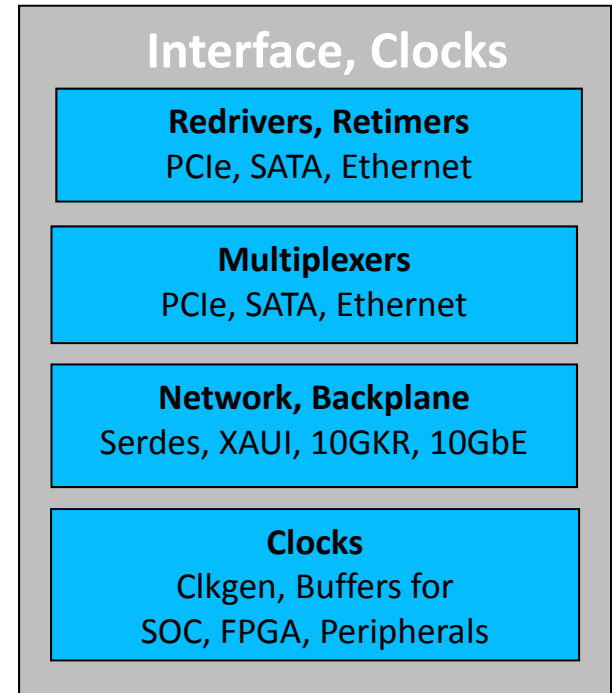 Interface, Clocks
Redrivers, Retimers
PCIe, SATA, Ethernet
Multiplexers
PCIe, SATA, Ethernet
Network, Backplane
Serdes, XAUI, 10GKR, 10GbE
Clocks
Clkgen, Buffers for
SOC, FPGA, Peripherals